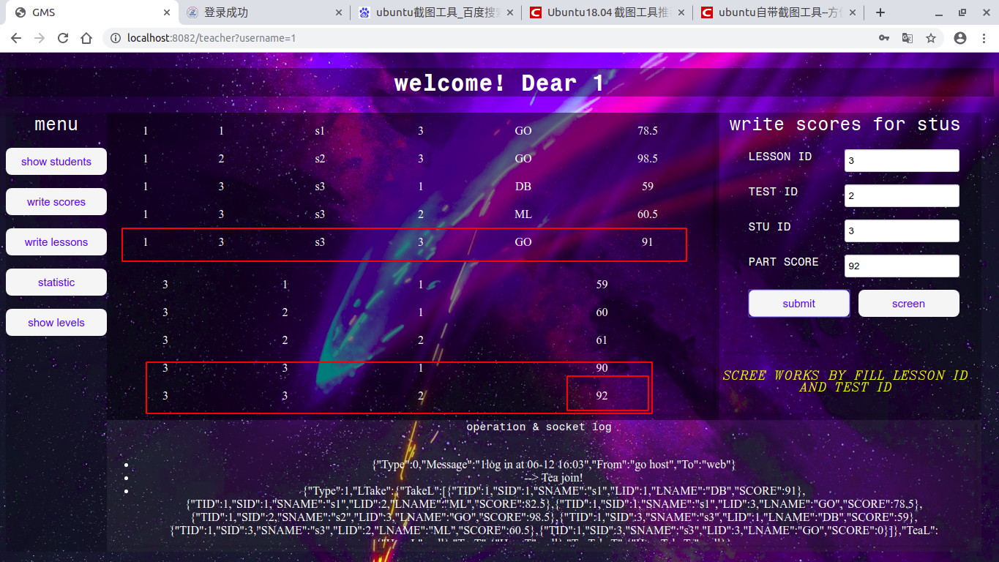 GMS
登录成功
ubuntu截图工具_百度搜
Ubuntu18.04 截图工具推
ubuntu自带截图工具--方
localhost:8082/teacher?username=1
welcome! Dear 1
menu
show students
write scores
write lessons
statistic
show levels
1 1 s1 3 GO 78.5
1 2 s2 3 GO 98.5
1 3 s3 1 DB 59
1 3 s3 2 ML 60.5
1 3 s3 3 GO 91
3 1 1 59
3 2 1 60
3 2 2 61
3 3 1 90
3 3 2 92
write scores for stus
LESSON ID 3
TEST ID 2
STU ID 3
PART SCORE 92
submit screen
SCREE WORKS BY FILL LESSON ID
AND TEST ID
operation & socket log
{"Type":0,"Message":"1log in at 06-12 16:03","From":"go host","To":"web"}
--> Tea join!
{"Type":1,"LTake":{"TakeL":[{"TID":1,"SID":1,"SNAME":"s1","LID":1,"LNAME":"DB","SCORE":91},
{"TID":1,"SID":1,"SNAME":"s1","LID":2,"LNAME":"ML","SCORE":82.5},{"TID":1,"SID":1,"SNAME":"s1","LID":3,"LNAME":"GO","SCORE":78.5},
{"TID":1,"SID":2,"SNAME":"s2","LID":3,"LNAME":"GO","SCORE":98.5},{"TID":1,"SID":3,"SNAME":"s3","LID":1,"LNAME":"DB","SCORE":59},
{"TID":1,"SID":3,"SNAME":"s3","LID":2,"LNAME":"ML","SCORE":60.5},{"TID":1,"SID":3,"SNAME":"s3","LID":3,"LNAME":"GO","SCORE":0}]},"TeaL":